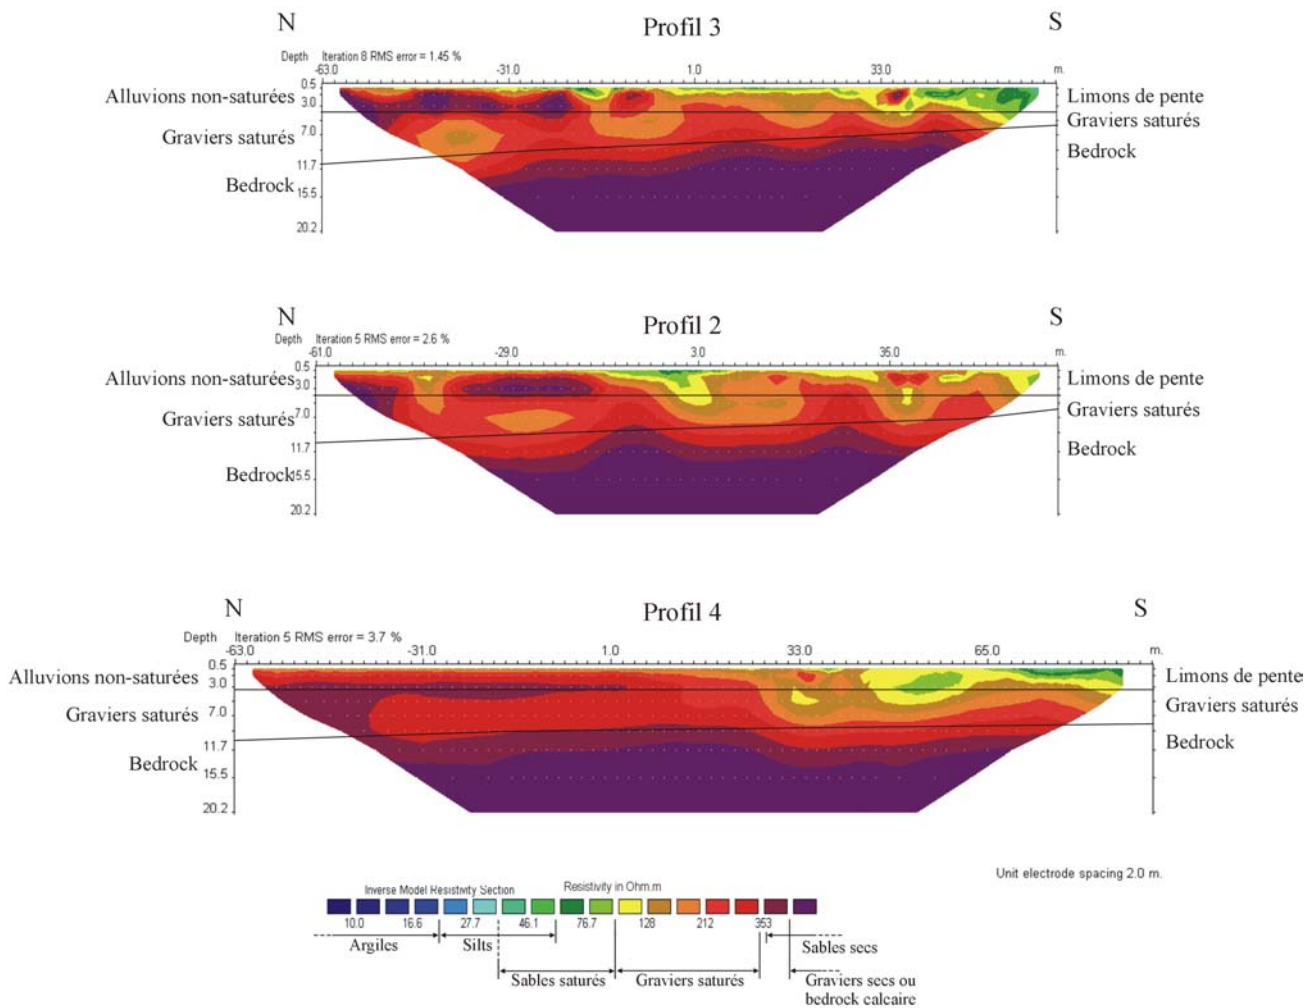 N
Profil 3
S
Depth Iteration 8 RMS error = 1.45 %
-63.0 -31.0 1.0 33.0 m.
0.5
Alluvions non-saturées
3.0
Limons de pente
Graviers saturés
7.0
Graviers saturés
11.7
Bedrock
Bedrock
15.5
20.2
N
Profil 2
S
Depth Iteration 5 RMS error = 2.6 %
-61.0 -29.0 3.0 35.0 m.
0.5
Alluvions non-saturées
3.0
Limons de pente
Graviers saturés
7.0
Graviers saturés
11.7
Bedrock
Bedrock
15.5
20.2
N
Profil 4
S
Depth Iteration 5 RMS error = 3.7 %
-63.0 -31.0 1.0 33.0 65.0 m.
0.5
Alluvions non-saturées
3.0
Limons de pente
Graviers saturés
7.0
Graviers saturés
11.7
Bedrock
Bedrock
15.5
20.2
Unit electrode spacing 2.0 m.
Inverse Model Resistivity Section Resistivity in Ohm.m
10.0 16.6 27.7 46.1 76.7 128 212 353
Argiles Silts Sables secs
Sables saturés Graviers saturés Graviers secs ou
bedrock calcaire